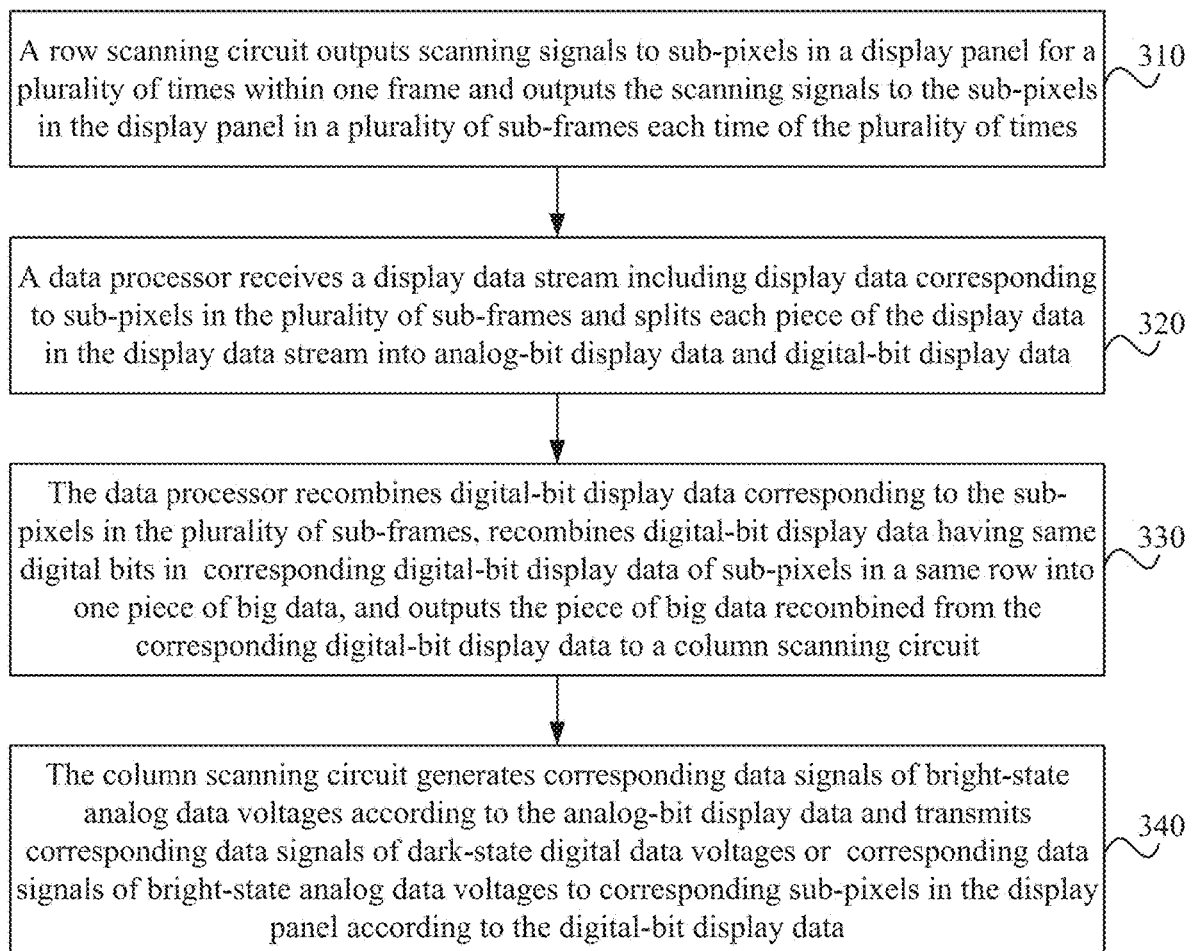 A row scanning circuit outputs scanning signals to sub-pixels in a display panel for a
plurality of times within one frame and outputs the scanning signals to the sub-pixels
in the display panel in a plurality of sub-frames each time of the plurality of times
310
A data processor receives a display data stream including display data corresponding
to sub-pixels in the plurality of sub-frames and splits each piece of the display data
in the display data stream into analog-bit display data and digital-bit display data
320
The data processor recombines digital-bit display data corresponding to the sub-
pixels in the plurality of sub-frames, recombines digital-bit display data having same
digital bits in corresponding digital-bit display data of sub-pixels in a same row into
one piece of big data, and outputs the piece of big data recombined from the
corresponding digital-bit display data to a column scanning circuit
330
The column scanning circuit generates corresponding data signals of bright-state
analog data voltages according to the analog-bit display data and transmits
corresponding data signals of dark-state digital data voltages or corresponding data
signals of bright-state analog data voltages to corresponding sub-pixels in the display
panel according to the digital-bit display data
340